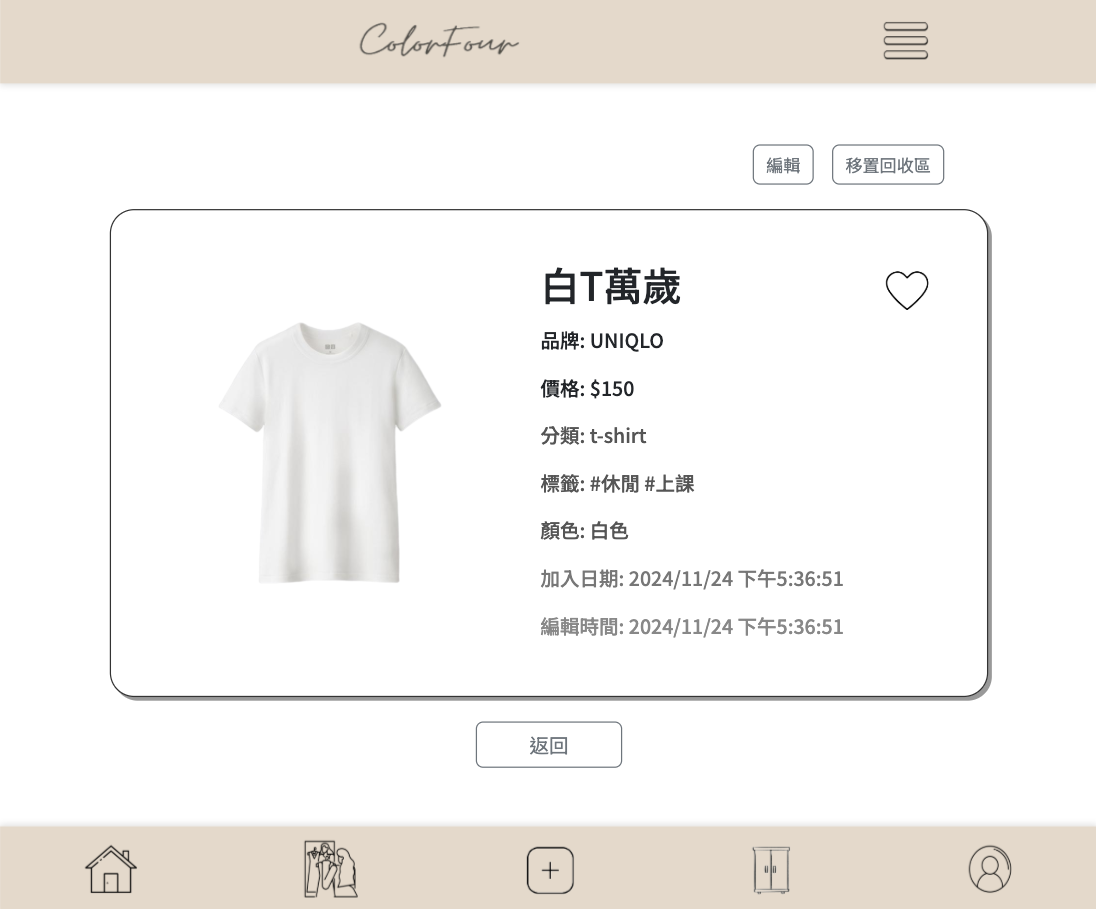 ColorFour
編輯
移置回收區
白T萬歲
品牌: UNIQLO
價格: $150
分類: t-shirt
標籤: #休閒 #上課
顏色: 白色
加入日期: 2024/11/24 下午5:36:51
編輯時間: 2024/11/24 下午5:36:51
返回